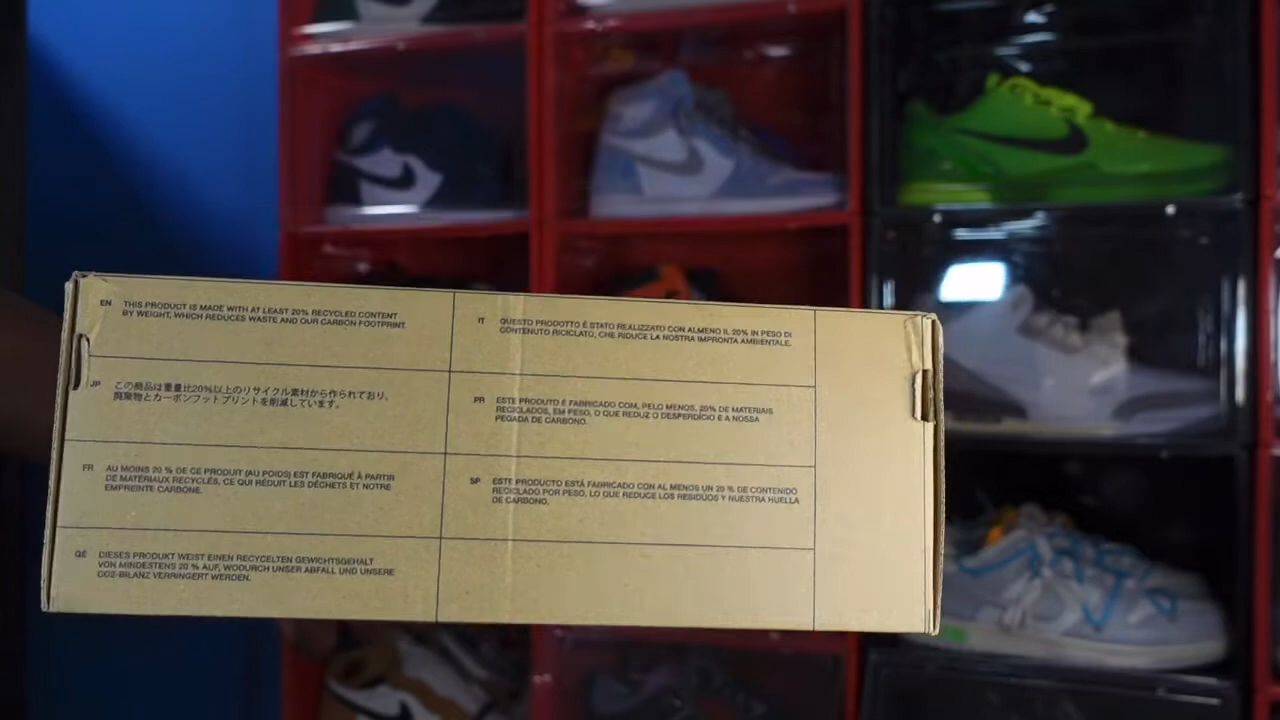 EN THIS PRODUCT IS MADE WITH AT LEAST 20% RECYCLED CONTENT
BY WEIGHT, WHICH REDUCES WASTE AND OUR CARBON FOOTPRINT.
JP この商品は重量比20%以上のリサイクル素材から作られており、
廃棄物とカーボンフットプリントを削減しています。
FR AU MOINS 20 % DE CE PRODUIT (AU POIDS) EST FABRIQUÉ À PARTIR
DE MATÉRIAUX RECYCLÉS, CE QUI RÉDUIT LES DÉCHETS ET NOTRE
EMPREINTE CARBONE.
GE DIESES PRODUKT WEIST EINEN RECYCELTEN GEWICHTSGEHALT
VON MINDESTENS 20 % AUF, WODURCH UNSER ABFALL UND UNSERE
CO2-BILANZ VERRINGERT WERDEN.
IT QUESTO PRODOTTO È STATO REALIZZATO CON ALMENO IL 20% IN PESO DI
CONTENUTO RICICLATO, CHE RIDUCE LA NOSTRA IMPRONTA AMBIENTALE.
PR ESTE PRODUTO É FABRICADO COM, PELO MENOS, 20% DE MATERIAIS
RECICLADOS, EM PESO, O QUE REDUZ O DESPERDÍCIO E A NOSSA
PEGADA DE CARBONO.
SP ESTE PRODUCTO ESTÁ FABRICADO CON AL MENOS UN 20 % DE CONTENIDO
RECICLADO POR PESO, LO QUE REDUCE LOS RESIDUOS Y NUESTRA HUELLA
DE CARBONO.